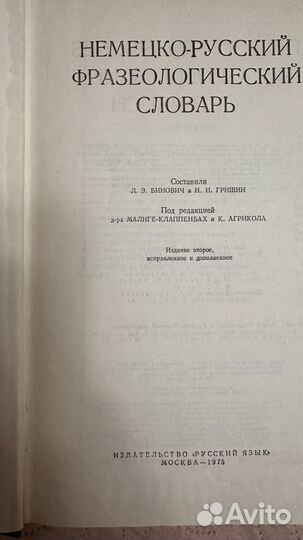 НЕМЕЦКО-РУССКИЙ
ФРАЗЕОЛОГИЧЕСКИЙ
СЛОВАРЬ
Составили
Л. Э. БИНОВИЧ и Н. Н. ГРИШИН
Под редакцией
д-ра МАЛИГЕ-КЛАППЕНБАХ и К. АГРИКОЛА
Издание второе,
исправленное и дополненное
ИЗДАТЕЛЬСТВО «РУССКИЙ ЯЗЫК»
МОСКВА—1975
Avito